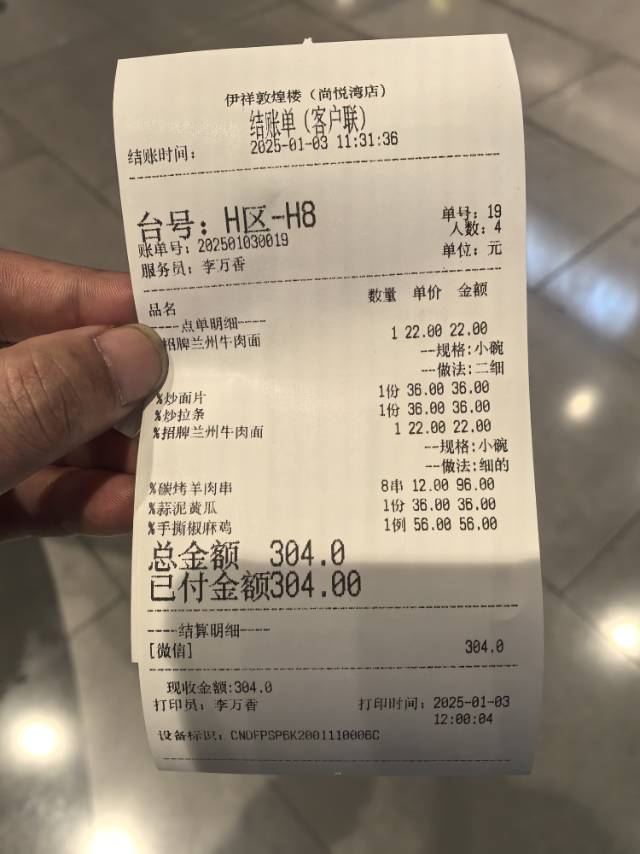 伊祥敦煌楼（尚悦湾店）
结账单（客户联）
结账时间： 2025-01-03 11:31:36
台号：H区-H8 单号：19
账单号：202501030019 人数：4
服务员：李万香 单位：元
品名 数量 单价 金额
----点单明细----
招牌兰州牛肉面 1 22.00 22.00
--规格:小碗
--做法:二细
%炒面片 1份 36.00 36.00
%炒拉条 1份 36.00 36.00
%招牌兰州牛肉面 1 22.00 22.00
--规格:小碗
--做法:细的
%碳烤羊肉串 8串 12.00 96.00
%蒜泥黄瓜 1份 36.00 36.00
%手撕椒麻鸡 1例 56.00 56.00
总金额 304.0
已付金额304.00
----结算明细----
[微信] 304.0
现收金额:304.0
打印员：李万香 打印时间：2025-01-03
12:00:04
设备标识：CNDFPSP6K2001110006C